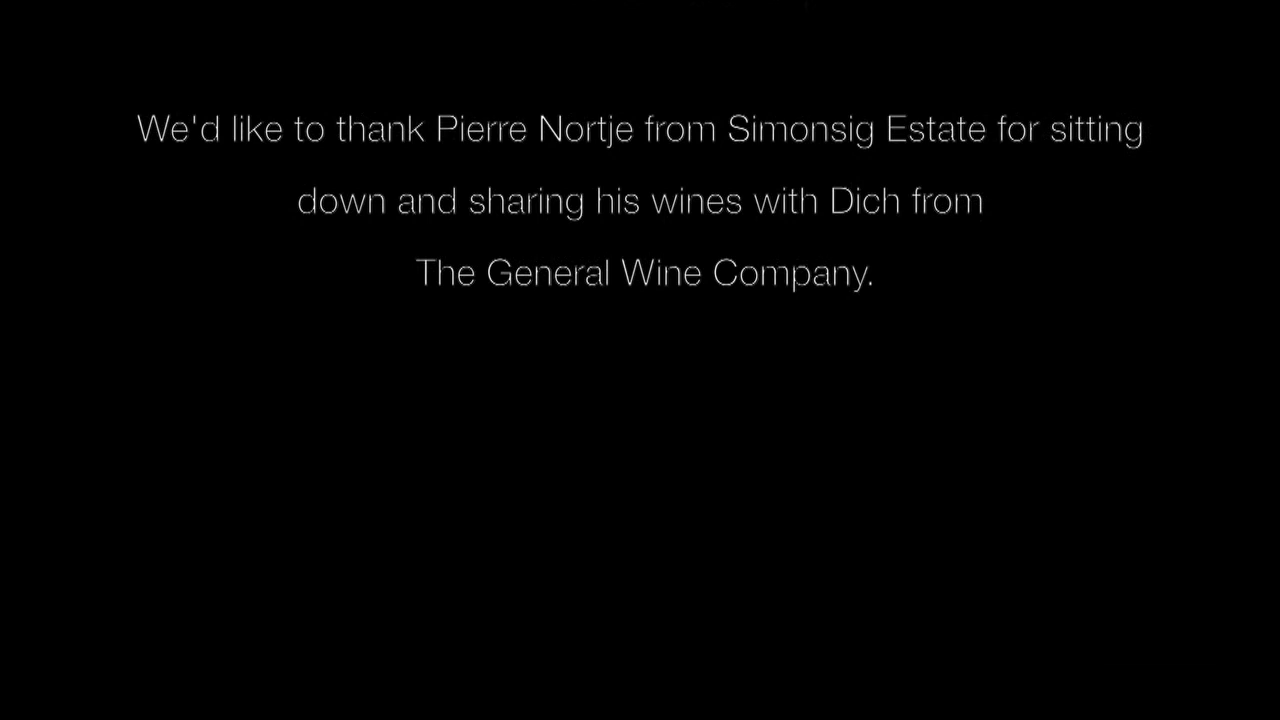 We'd like to thank Pierre Nortje from Simonsig Estate for sitting
down and sharing his wines with Dich from
The General Wine Company.